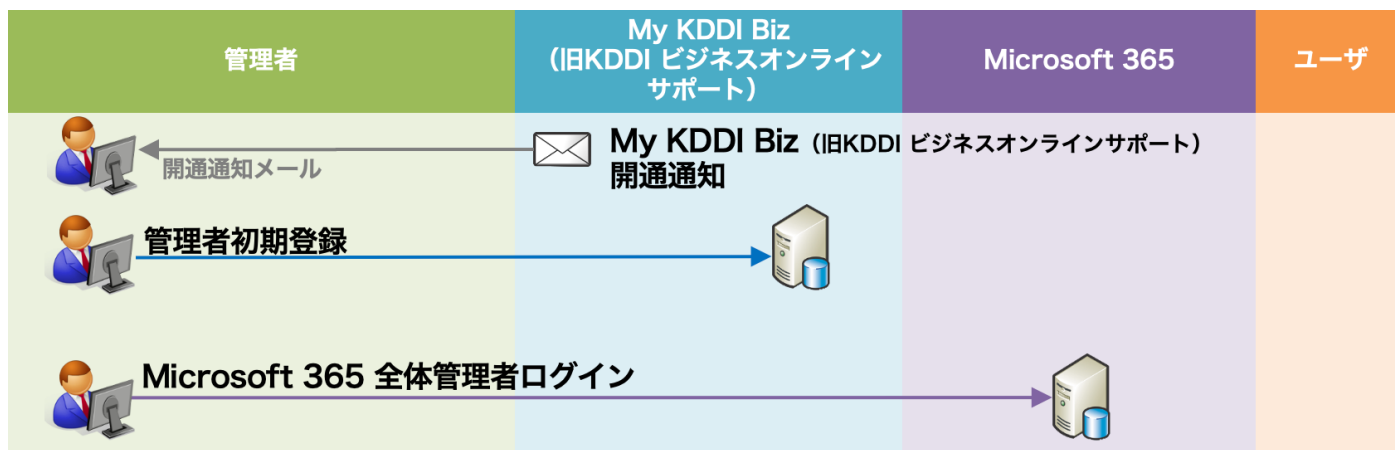 管理者
My KDDI Biz
（旧KDDI ビジネスオンライン
サポート）
Microsoft 365
ユーザ
My KDDI Biz（旧KDDI ビジネスオンラインサポート）
開通通知
開通通知メール
管理者初期登録
Microsoft 365 全体管理者ログイン